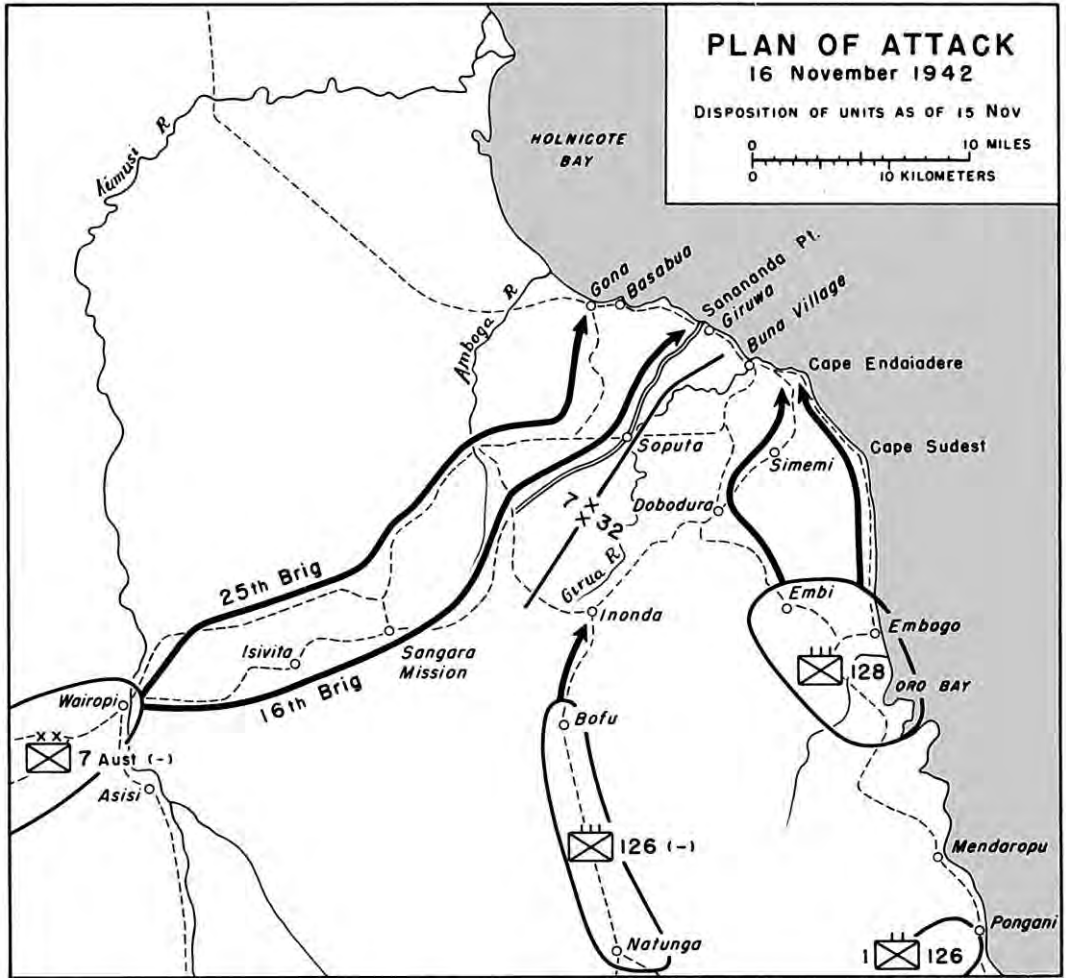 PLAN OF ATTACK
16 November 1942
DISPOSITION OF UNITS AS OF 15 NOV
0 10 MILES
0 10 KILOMETERS
HOLNICOTE
BAY
Kumusi R
Amboga R
Gona
Basabua
Sanananda Pt.
Giruwa
Buna Village
Cape Endaiadere
Cape Sudest
Soputa
Simemi
Dobodura
7 XX 32
Girua R
25th Brig
Embi
Inonda
Embogo
Isivita
Sangara
Mission
16th Brig
128
ORO BAY
Wairopi
Bofu
XX
7 Aust (-)
Asisi
126 (-)
Mendaropu
Pongani
Natunga
1 126